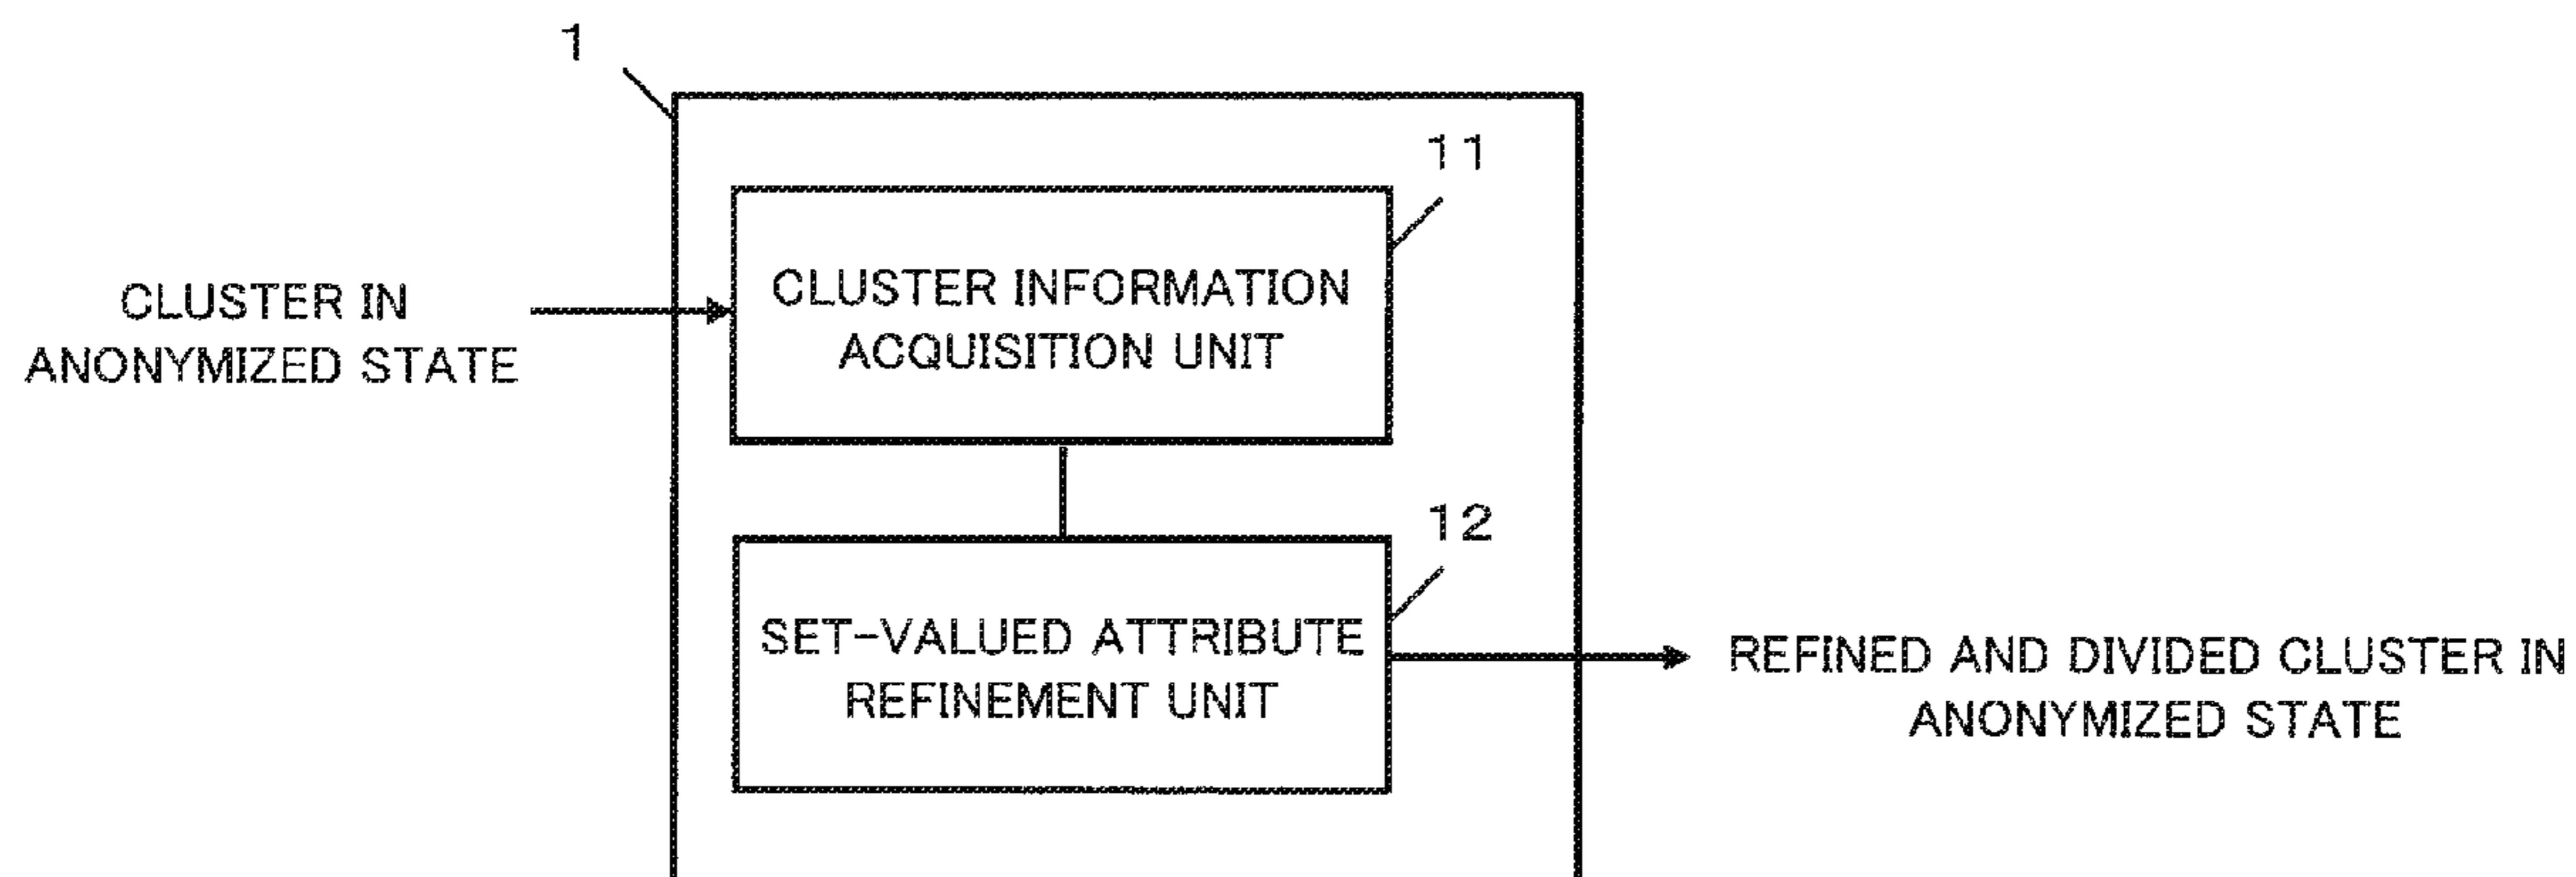 1
11
CLUSTER IN
ANONYMIZED STATE
CLUSTER INFORMATION
ACQUISITION UNIT
12
SET-VALUED ATTRIBUTE
REFINEMENT UNIT
REFINED AND DIVIDED CLUSTER IN
ANONYMIZED STATE